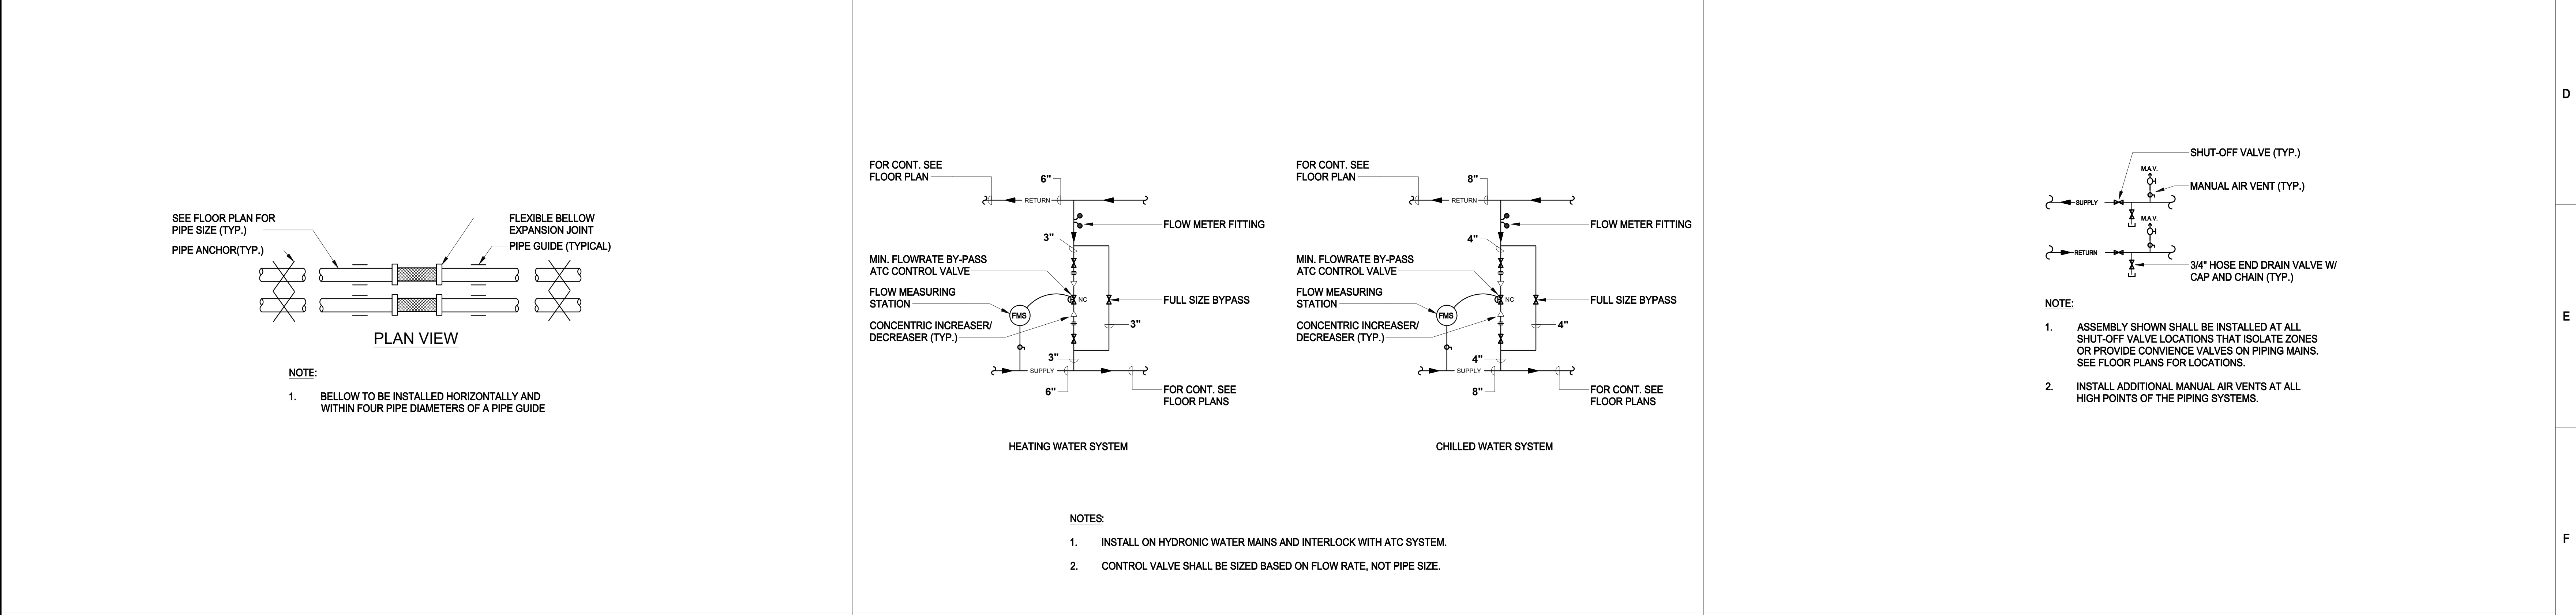 SEE FLOOR PLAN FOR
PIPE SIZE (TYP.)
PIPE ANCHOR(TYP.)
FLEXIBLE BELLOW
EXPANSION JOINT
PIPE GUIDE (TYPICAL)
PLAN VIEW
NOTE:
1. BELLOW TO BE INSTALLED HORIZONTALLY AND
WITHIN FOUR PIPE DIAMETERS OF A PIPE GUIDE
FOR CONT. SEE
FLOOR PLAN
6"
RETURN
FLOW METER FITTING
3"
MIN. FLOWRATE BY-PASS
ATC CONTROL VALVE
FLOW MEASURING
STATION
NC
FULL SIZE BYPASS
FMS
CONCENTRIC INCREASER/
DECREASER (TYP.)
3"
3"
SUPPLY
6"
FOR CONT. SEE
FLOOR PLANS
HEATING WATER SYSTEM
FOR CONT. SEE
FLOOR PLAN
8"
RETURN
FLOW METER FITTING
4"
MIN. FLOWRATE BY-PASS
ATC CONTROL VALVE
FLOW MEASURING
STATION
NC
FULL SIZE BYPASS
FMS
CONCENTRIC INCREASER/
DECREASER (TYP.)
4"
4"
SUPPLY
8"
FOR CONT. SEE
FLOOR PLANS
CHILLED WATER SYSTEM
NOTES:
1. INSTALL ON HYDRONIC WATER MAINS AND INTERLOCK WITH ATC SYSTEM.
2. CONTROL VALVE SHALL BE SIZED BASED ON FLOW RATE, NOT PIPE SIZE.
SHUT-OFF VALVE (TYP.)
M.A.V.
MANUAL AIR VENT (TYP.)
SUPPLY
M.A.V.
RETURN
3/4" HOSE END DRAIN VALVE W/
CAP AND CHAIN (TYP.)
NOTE:
1. ASSEMBLY SHOWN SHALL BE INSTALLED AT ALL
SHUT-OFF VALVE LOCATIONS THAT ISOLATE ZONES
OR PROVIDE CONVIENCE VALVES ON PIPING MAINS.
SEE FLOOR PLANS FOR LOCATIONS.
2. INSTALL ADDITIONAL MANUAL AIR VENTS AT ALL
HIGH POINTS OF THE PIPING SYSTEMS.
D
E
F